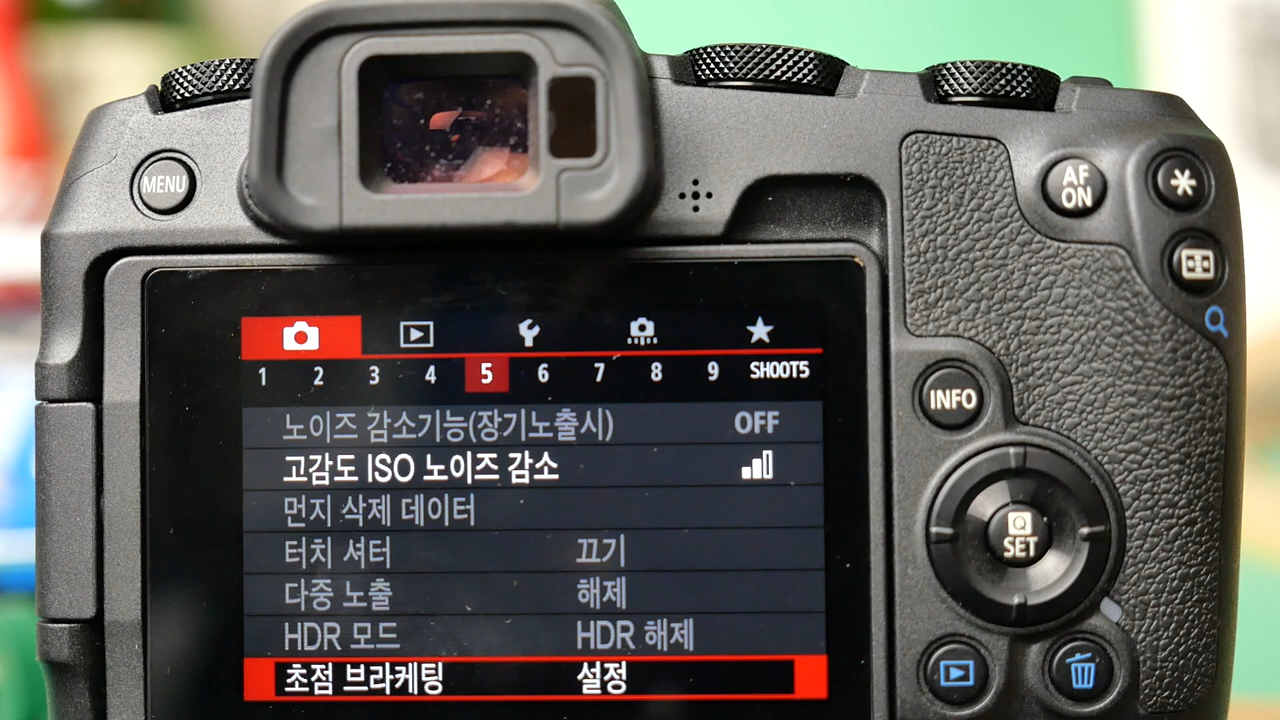 MENU
AF ON
INFO
Q SET
1 2 3 4 5 6 7 8 9 SHOOT5
노이즈 감소기능(장기노출시) OFF
고감도 ISO 노이즈 감소
먼지 삭제 데이터
터치 셔터 끄기
다중 노출 해제
HDR 모드 HDR 해제
초점 브라케팅 설정